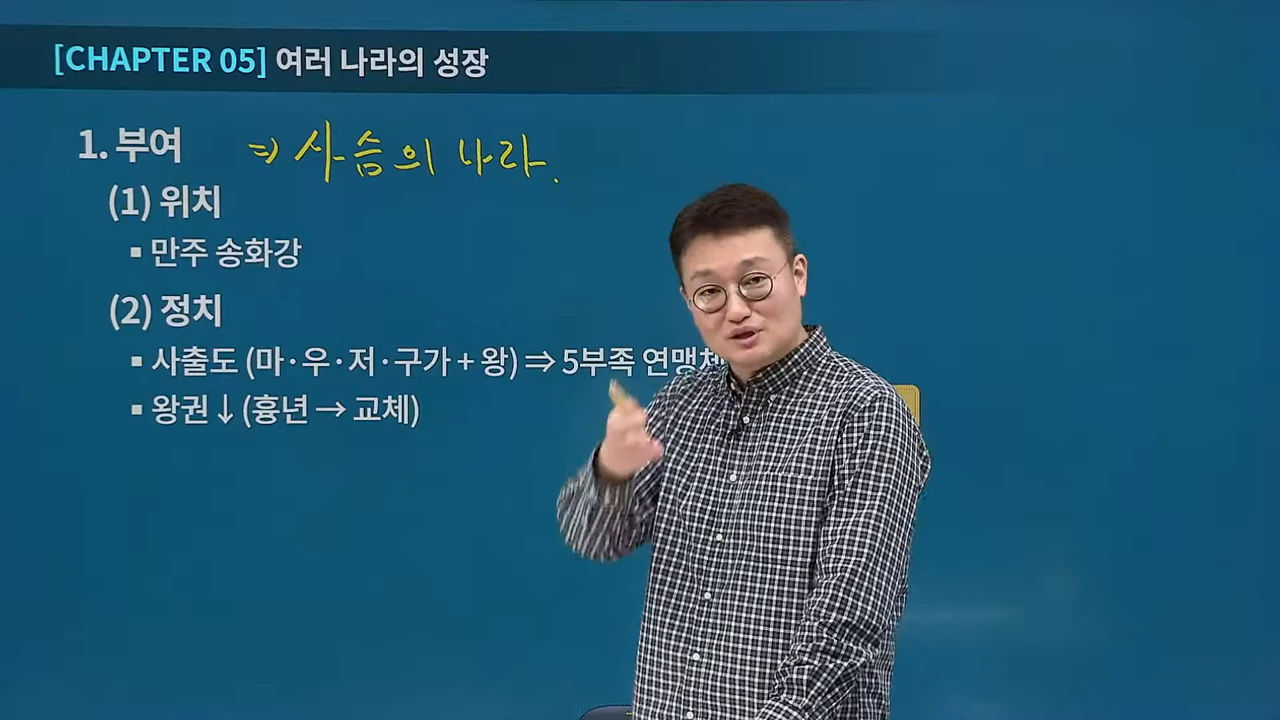 [CHAPTER 05] 여러 나라의 성장
1. 부여 ⇒ 사슴의 나라.
(1) 위치
▪ 만주 송화강
(2) 정치
▪ 사출도 (마·우·저·구가 + 왕) ⇒ 5부족 연맹체
▪ 왕권↓(흉년 → 교체)